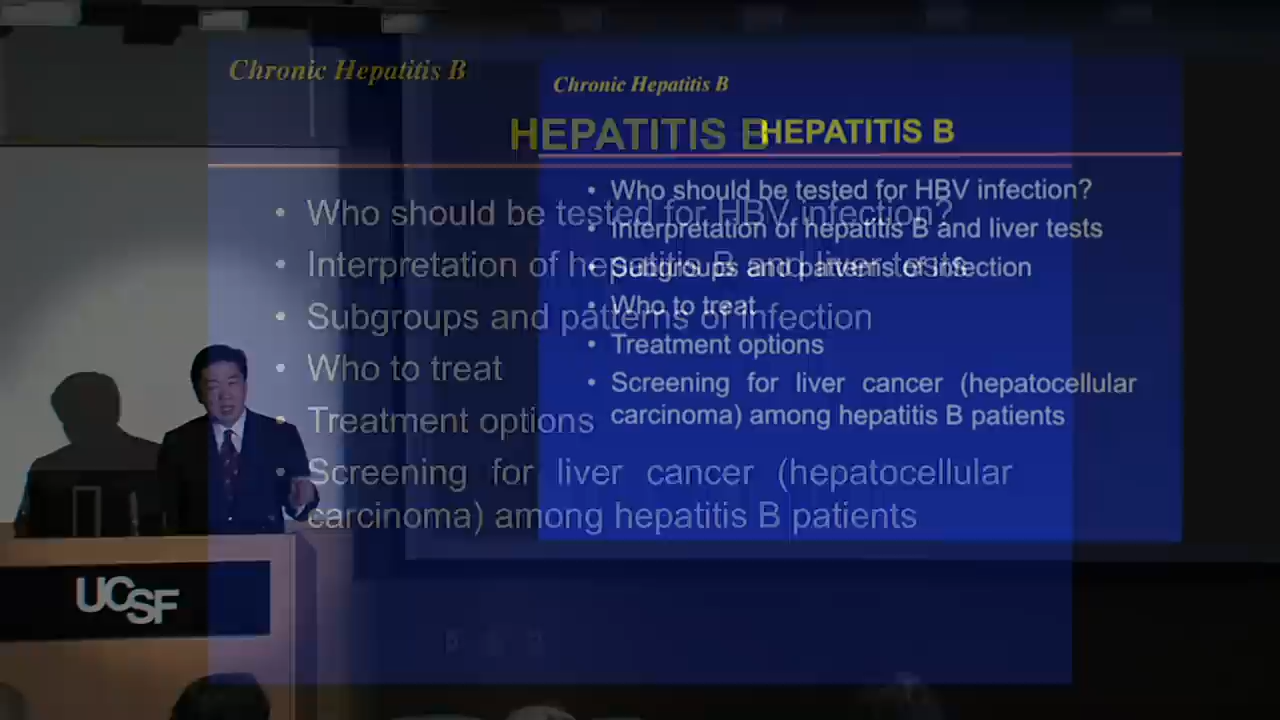 Chronic Hepatitis B
HEPATITIS B
• Who should be tested for HBV infection?
• Interpretation of hepatitis B and liver tests
• Subgroups and patterns of infection
• Who to treat
• Treatment options
• Screening for liver cancer (hepatocellular
carcinoma) among hepatitis B patients
Chronic Hepatitis B
HEPATITIS B
• Who should be tested for HBV infection?
• Interpretation of hepatitis B and liver tests
• Subgroups and patterns of infection
• Who to treat
• Treatment options
• Screening for liver cancer (hepatocellular
carcinoma) among hepatitis B patients
UCSF